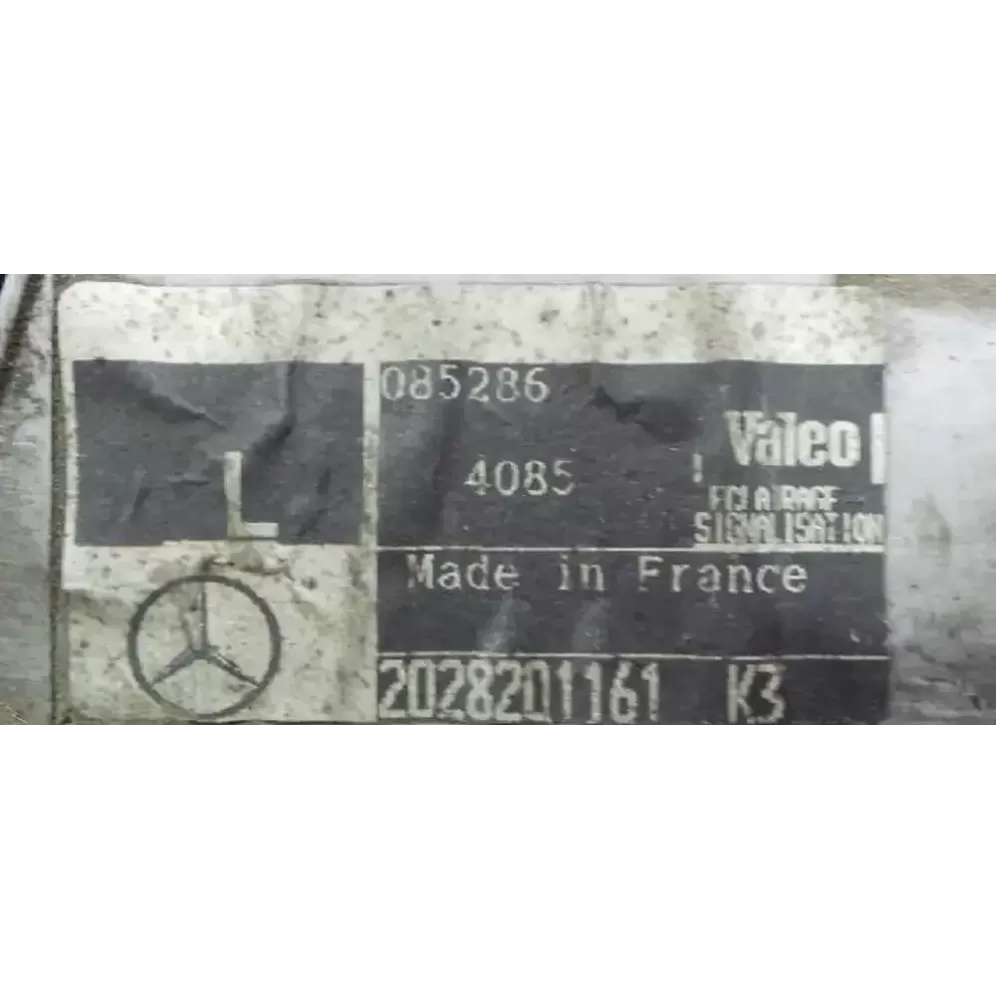 085286
L
4085
Valeo
ECLAIRAGE
SIGNALISATION
Made in France
2028201161 K3